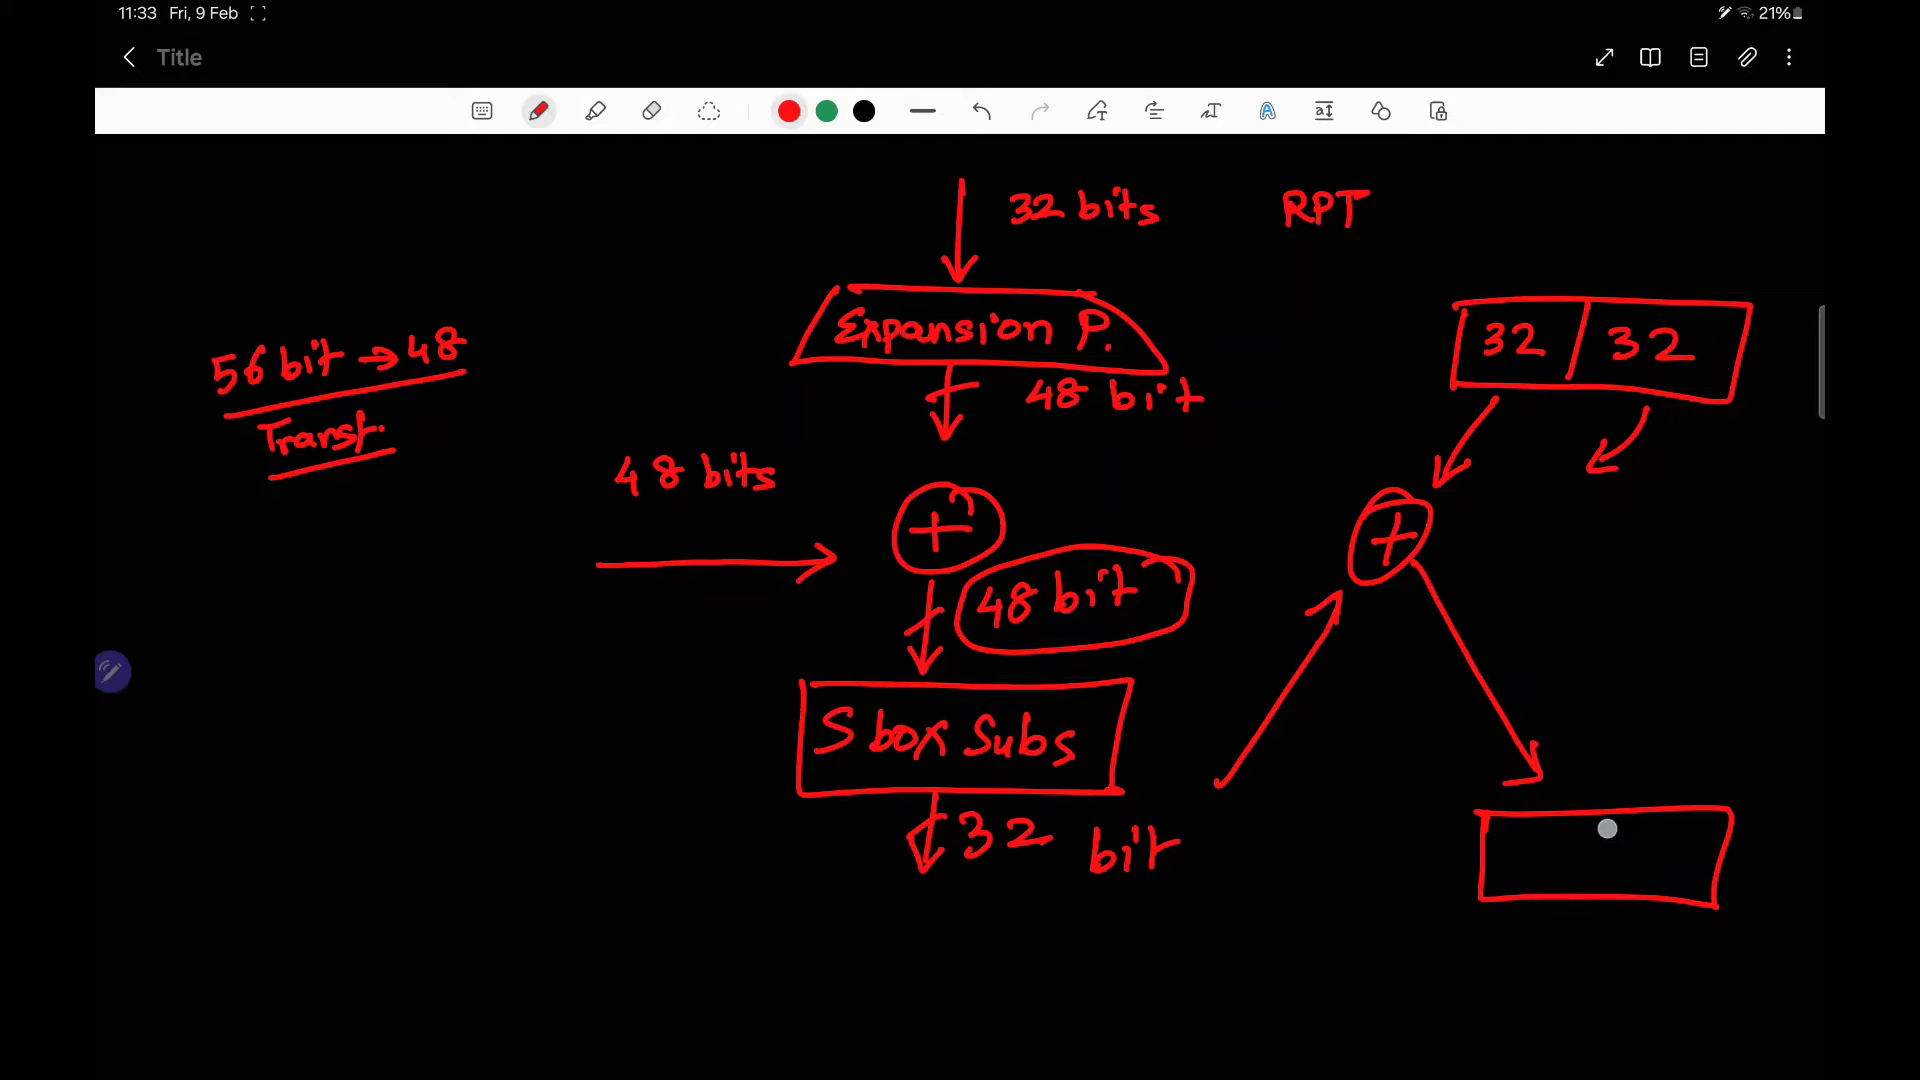 11:33 Fri, 9 Feb 21%
Title
32 bits RPT
Expansion P.
32 32
56 bit → 48
Transf.
48 bit
48 bits
+
+
48 bit
S box Subs
32 bit